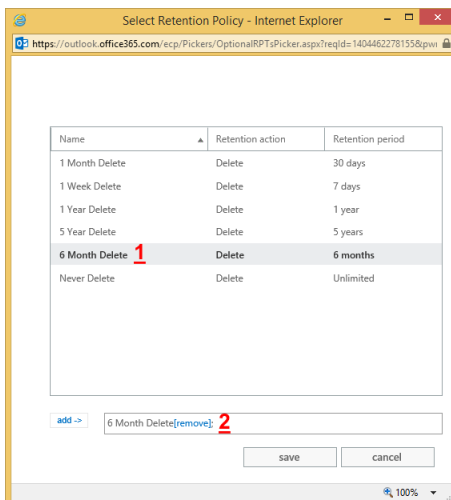 Select Retention Policy - Internet Explorer
https://outlook.office365.com/ecp/Pickers/OptionalRPTsPicker.aspx?reqId=1404462278155&pwi
Name Retention action Retention period
1 Month Delete Delete 30 days
1 Week Delete Delete 7 days
1 Year Delete Delete 1 year
5 Year Delete Delete 5 years
6 Month Delete 1 Delete 6 months
Never Delete Delete Unlimited
add -> 6 Month Delete[remove]; 2
save cancel
100%